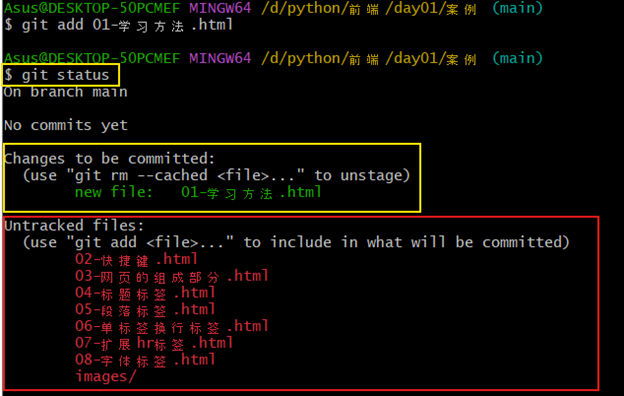 Asus@DESKTOP-50PCMEF MINGW64 /d/python/前端/day01/案例 (main)
$ git add 01-学习方法.html
Asus@DESKTOP-50PCMEF MINGW64 /d/python/前端/day01/案例 (main)
$ git status
On branch main
No commits yet
Changes to be committed:
(use "git rm --cached <file>..." to unstage)
new file:   01-学习方法.html
Untracked files:
(use "git add <file>..." to include in what will be committed)
02-快捷键.html
03-网页的组成部分.html
04-标题标签.html
05-段落标签.html
06-单标签换行标签.html
07-扩展hr标签.html
08-字体标签.html
images/